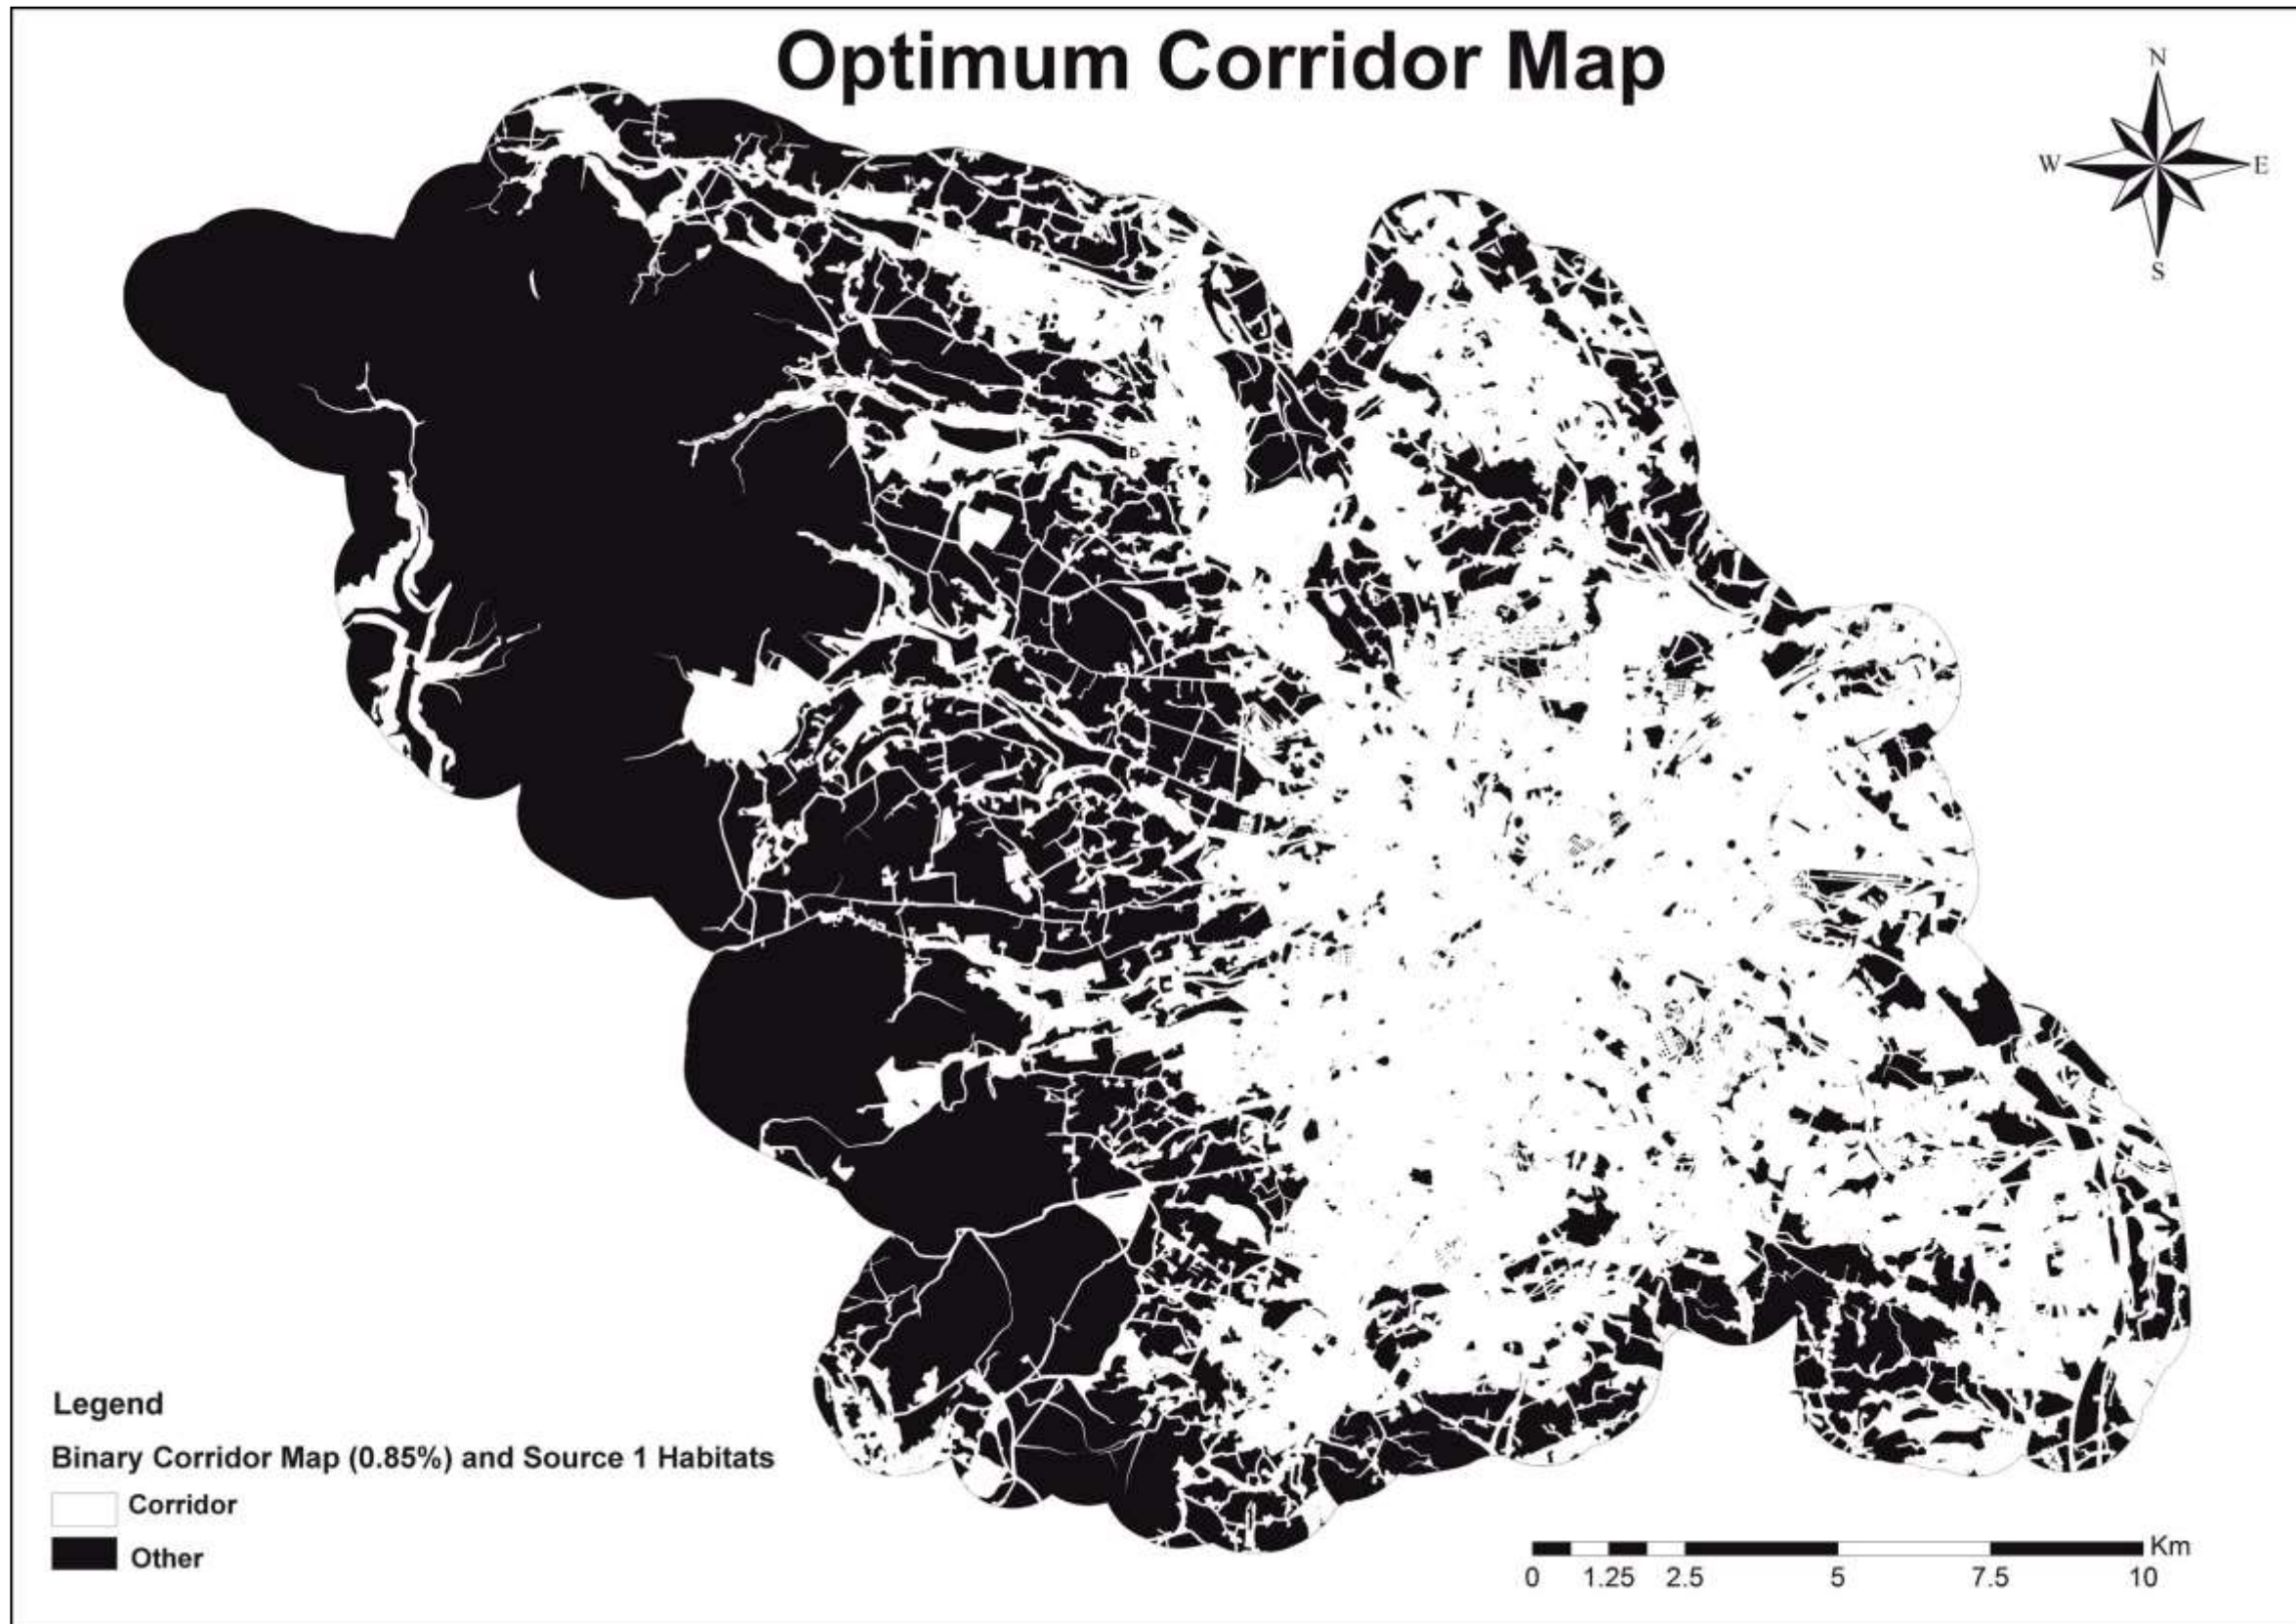 Optimum Corridor Map
N
W E
S
Legend
Binary Corridor Map (0.85%) and Source 1 Habitats
Corridor
Other
Km
0 1.25 2.5 5 7.5 10